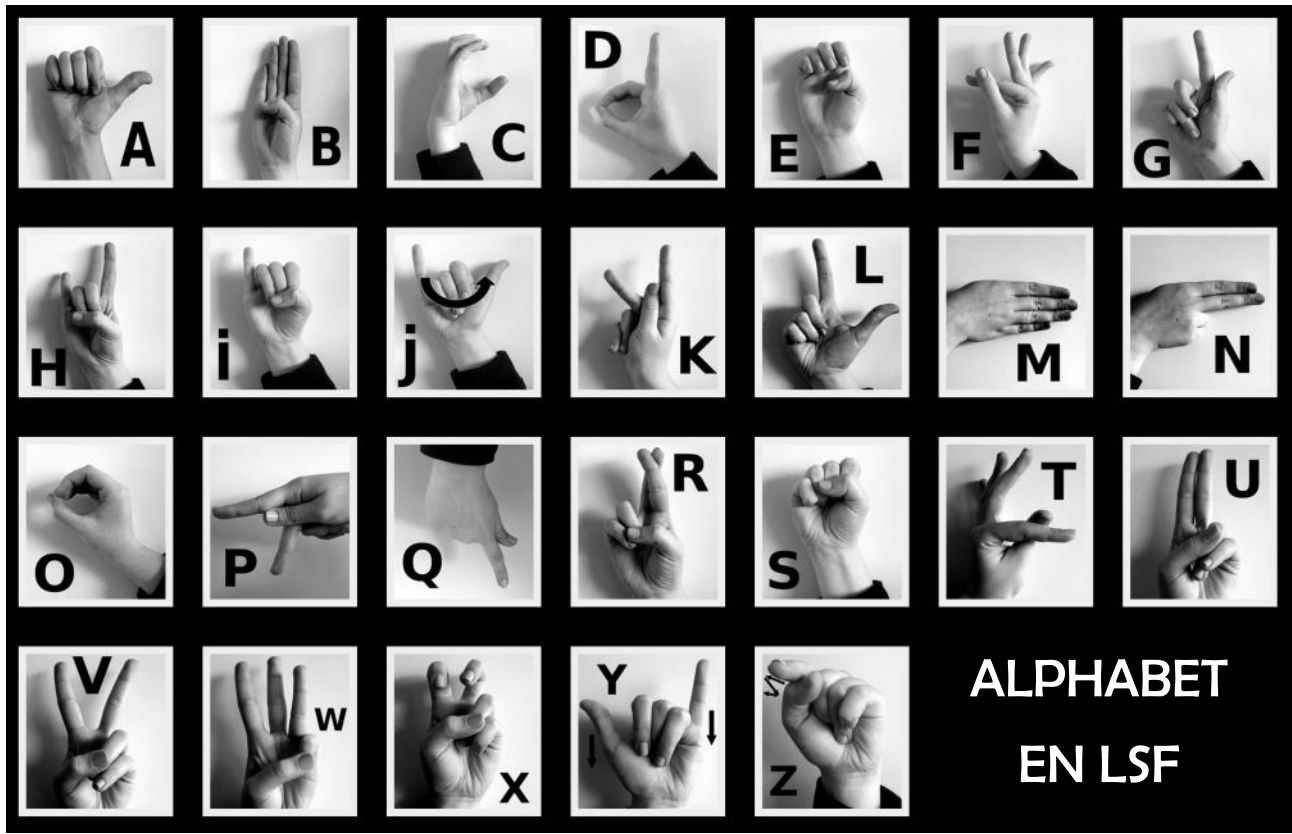 A B C D E F G
H i j K L M N
O P Q R S T U
V W X Y Z
ALPHABET
EN LSF